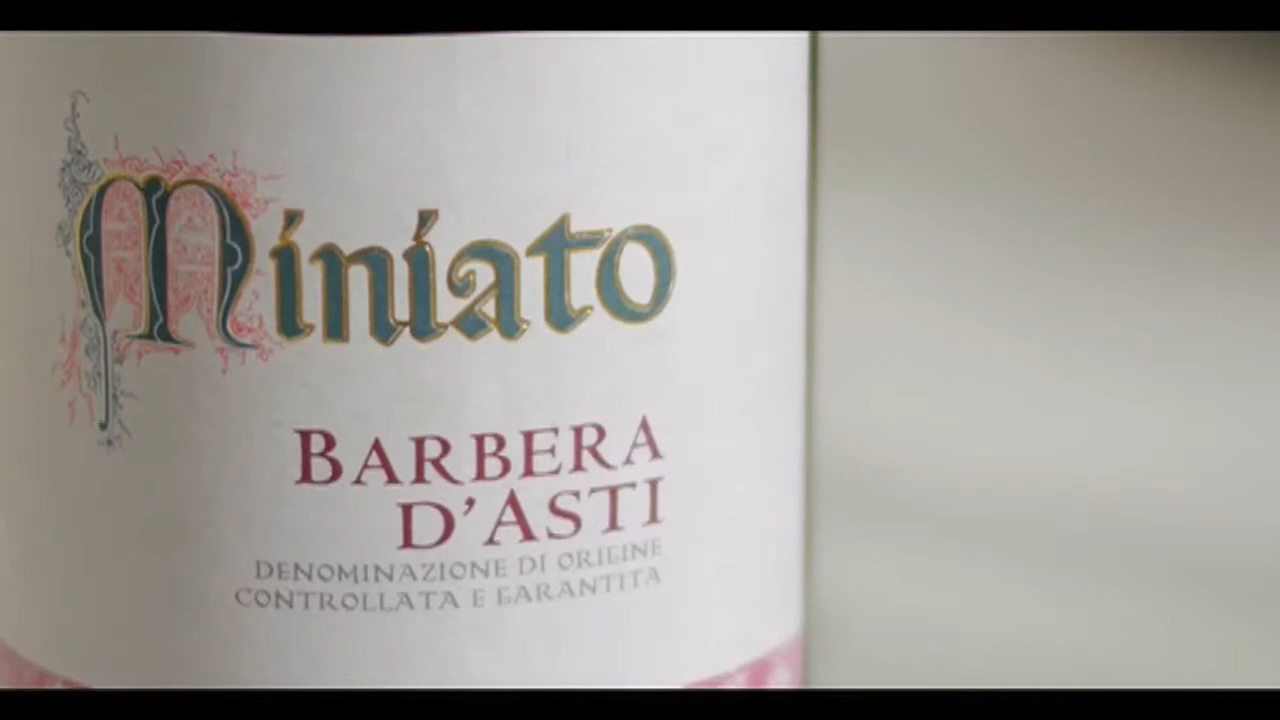 Miniato
BARBERA
D'ASTI
DENOMINAZIONE DI ORIGINE
CONTROLLATA E GARANTITA